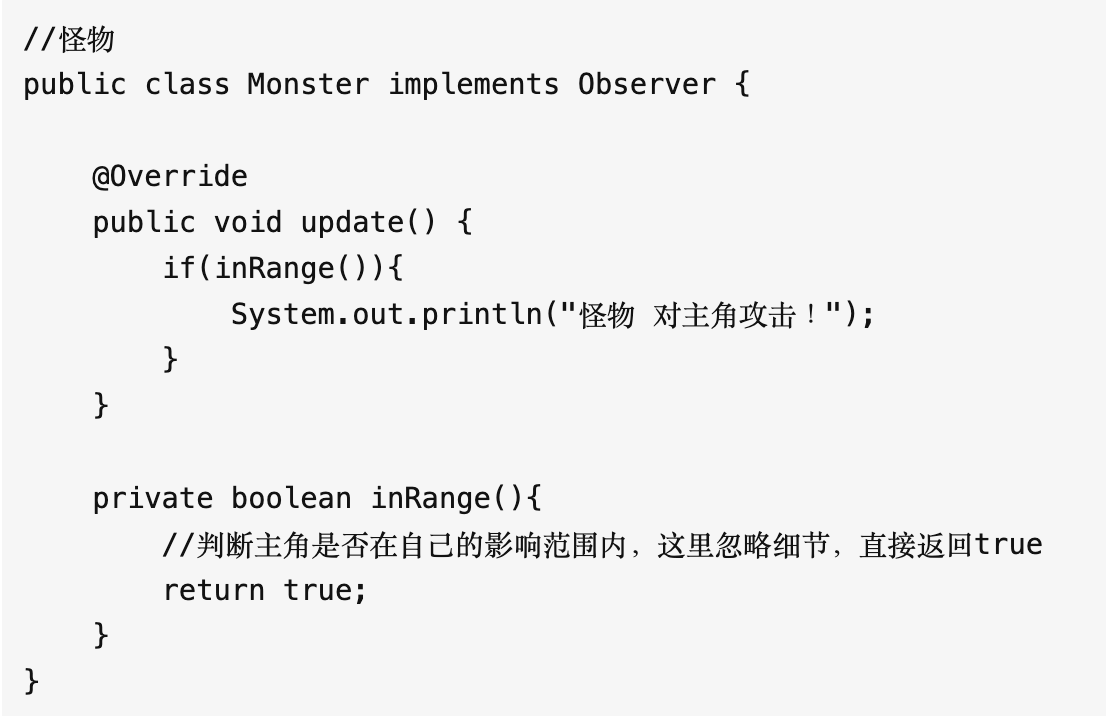 //怪物
public class Monster implements Observer {
    @Override
    public void update() {
        if(inRange()){
            System.out.println("怪物 对主角攻击！");
        }
    }
    private boolean inRange(){
        //判断主角是否在自己的影响范围内，这里忽略细节，直接返回true
        return true;
    }
}